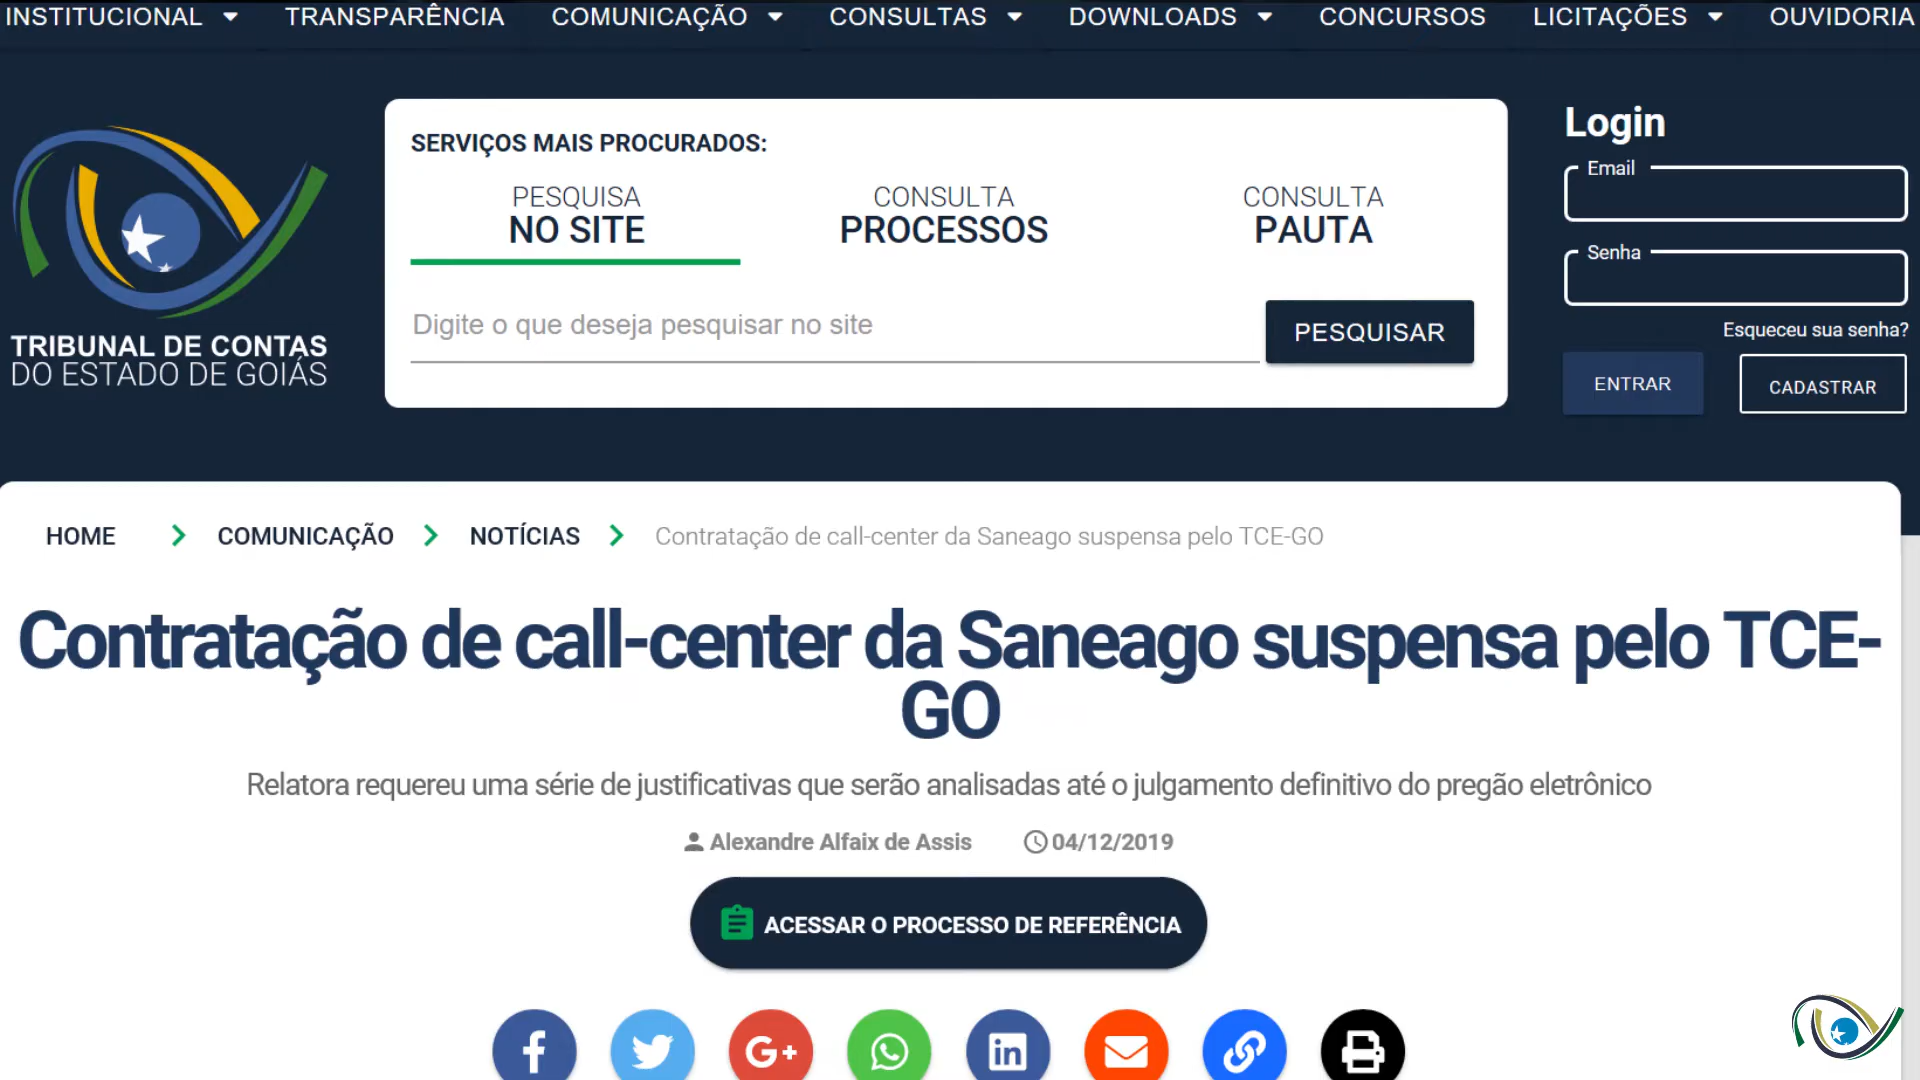 INSTITUCIONAL TRANSPARÊNCIA COMUNICAÇÃO CONSULTAS DOWNLOADS CONCURSOS LICITAÇÕES OUVIDORIA
TRIBUNAL DE CONTAS
DO ESTADO DE GOIÁS
SERVIÇOS MAIS PROCURADOS:
PESQUISA
NO SITE
CONSULTA
PROCESSOS
CONSULTA
PAUTA
Digite o que deseja pesquisar no site
PESQUISAR
Login
Email
Senha
Esqueceu sua senha?
ENTRAR
CADASTRAR
HOME COMUNICAÇÃO NOTÍCIAS Contratação de call-center da Saneago suspensa pelo TCE-GO
Contratação de call-center da Saneago suspensa pelo TCE-
GO
Relatora requereu uma série de justificativas que serão analisadas até o julgamento definitivo do pregão eletrônico
Alexandre Alfaix de Assis 04/12/2019
ACESSAR O PROCESSO DE REFERÊNCIA